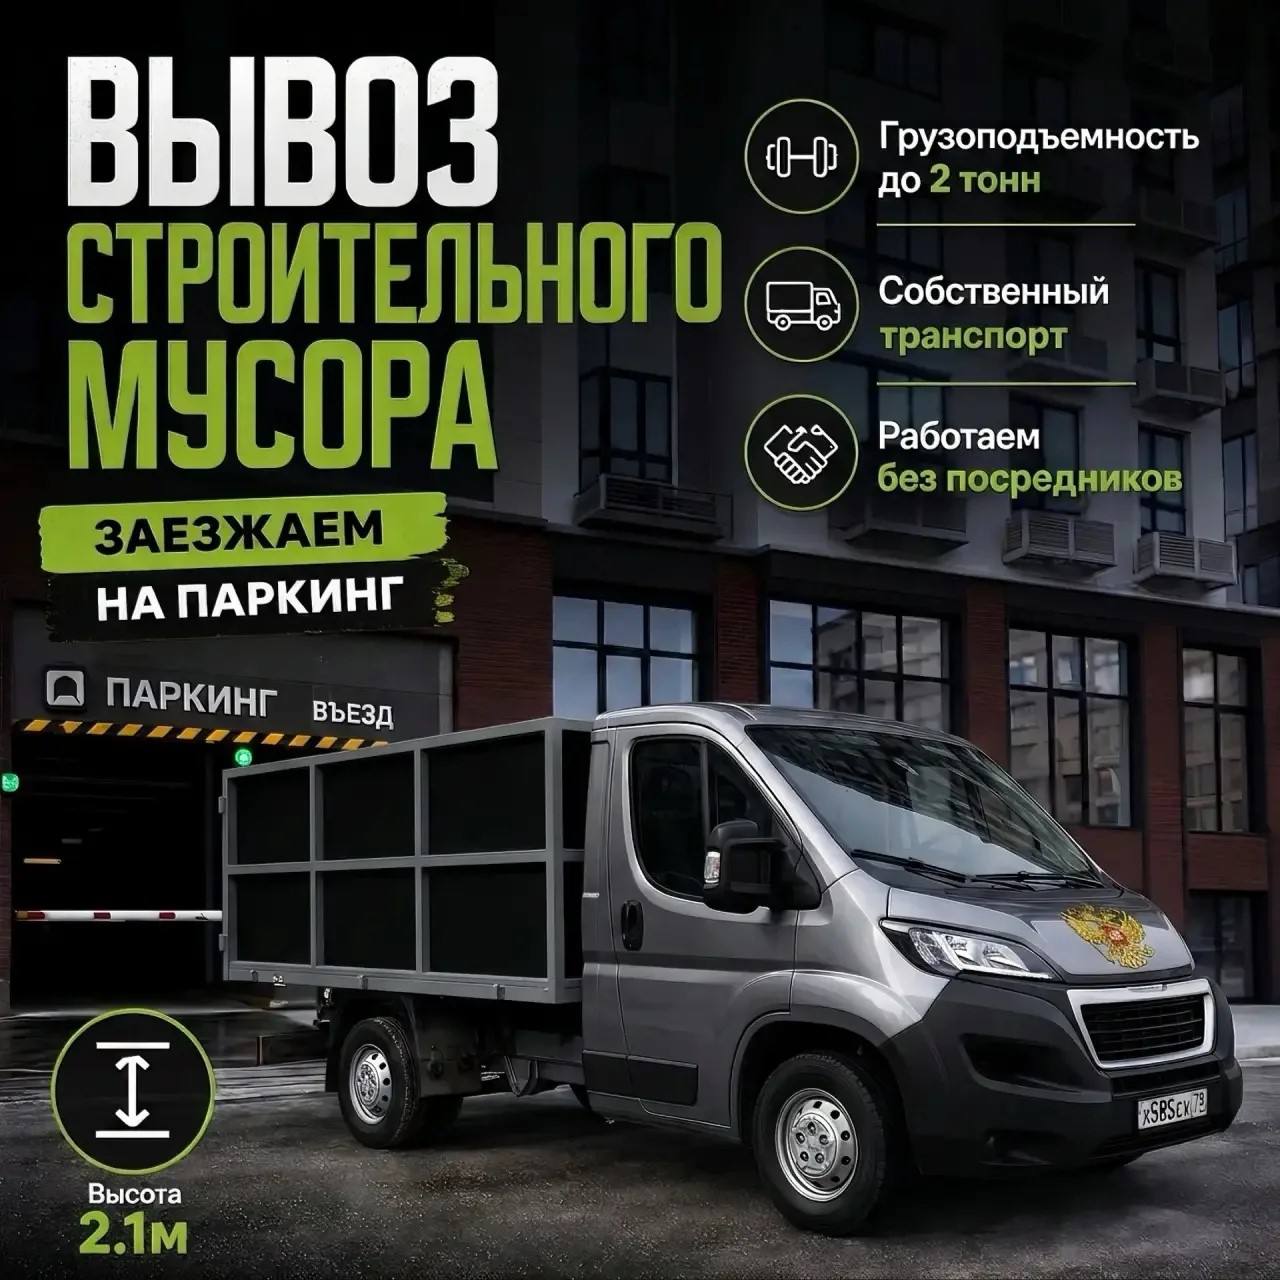 ВЫВОЗ
СТРОИТЕЛЬНОГО
МУСОРА
ЗАЕЗЖАЕМ
НА ПАРКИНГ
Грузоподъемность
до 2 тонн
Собственный
транспорт
Работаем
без посредников
ПАРКИНГ ВЪЕЗД
Высота
2.1м